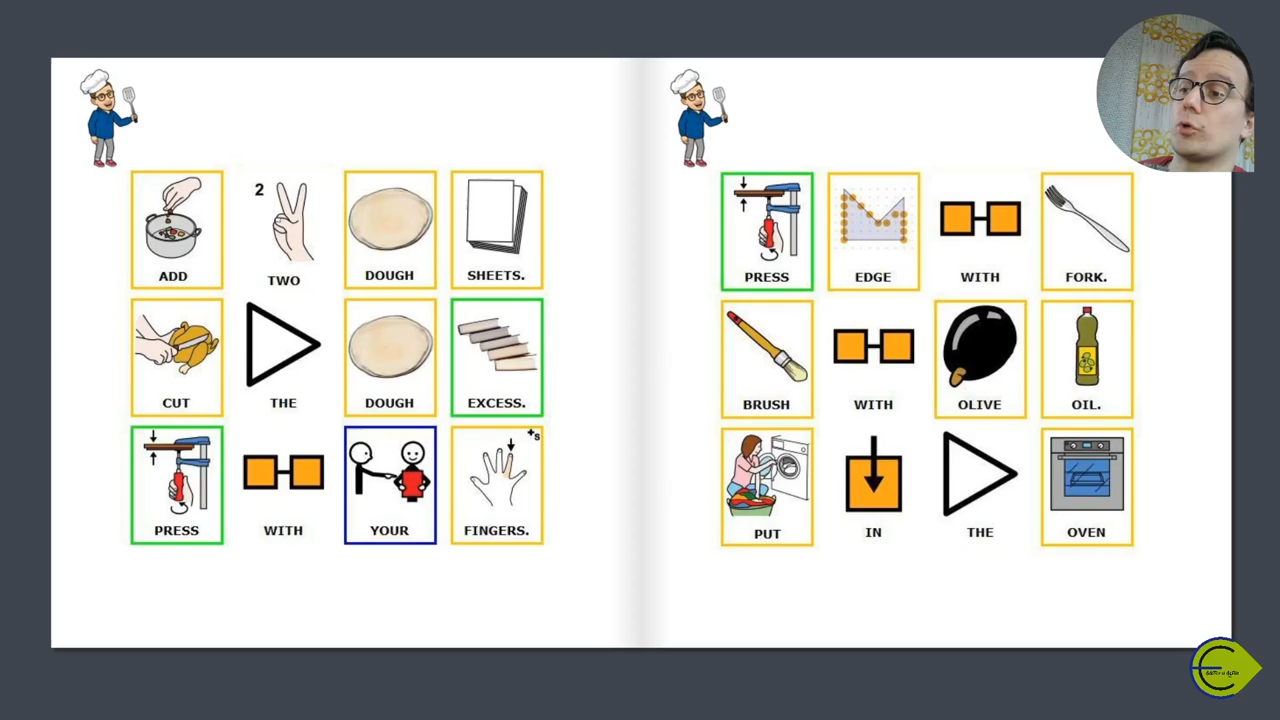 2
ADD TWO DOUGH SHEETS.
CUT THE DOUGH EXCESS.
+s
PRESS WITH YOUR FINGERS.
PRESS EDGE WITH FORK.
BRUSH WITH OLIVE OIL.
PUT IN THE OVEN